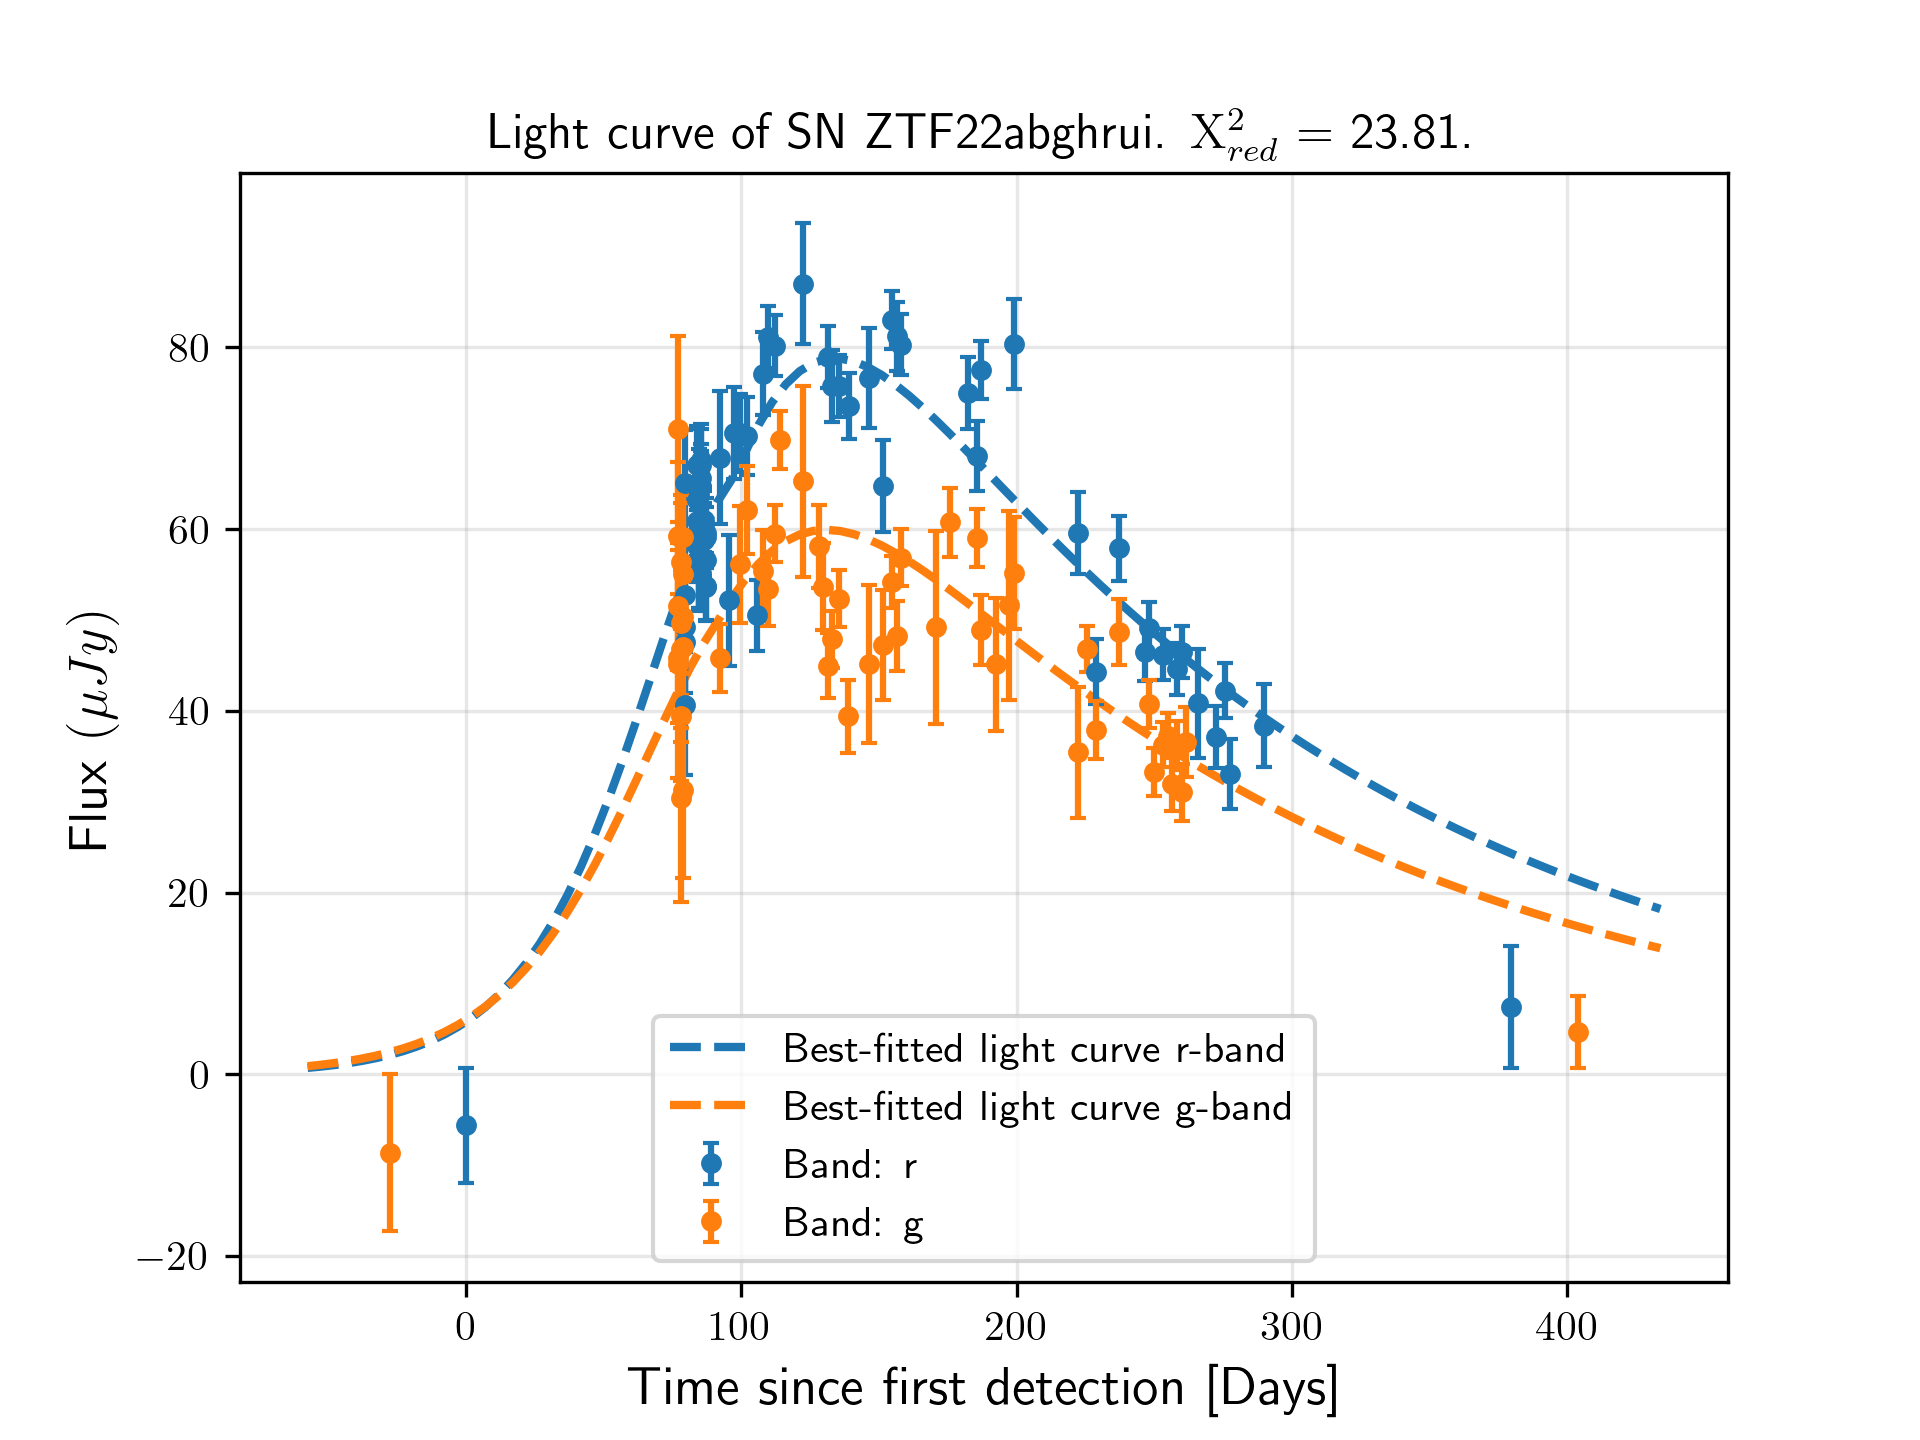 Light curve of SN ZTF22abghrui. X²_red = 23.81.
80
60
40
20
0
−20
Flux (μJy)
Best-fitted light curve r-band
Best-fitted light curve g-band
Band: r
Band: g
0 100 200 300 400
Time since first detection [Days]